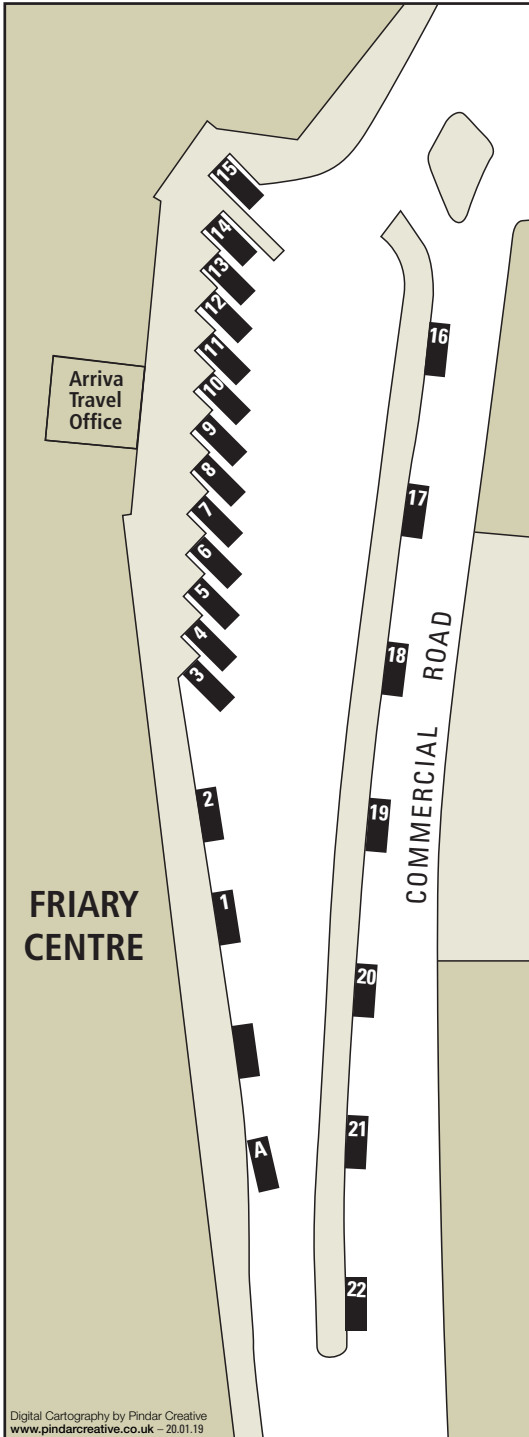 15
14
13
12
11
10
9
8
7
6
5
4
3
2
1
A
16
17
18
19
20
21
22
Arriva
Travel
Office
COMMERCIAL ROAD
FRIARY
CENTRE
Digital Cartography by Pindar Creative
www.pindarcreative.co.uk – 20.01.19